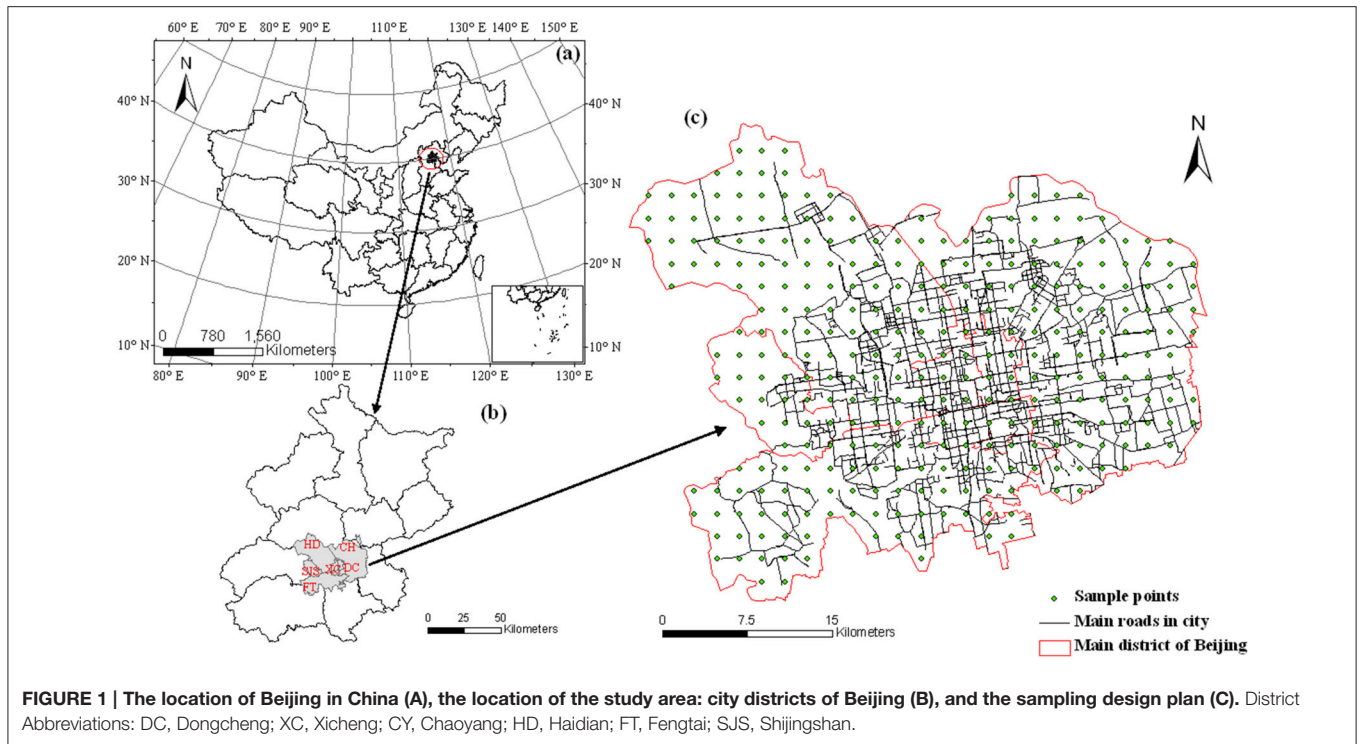 60° E 70° E 80° E 90° E 110° E 130° E 140° E 150° E
(a)
N
40° N
30° N
20° N
10° N
40° N
30° N
20° N
10° N
0 780 1,560
Kilometers
80° E 90° E 100° E 110° E 120° E 130° E
(b)
HD CH
SJS XC DC
FT
0 25 50
Kilometers
(c)
N
0 7.5 15
Kilometers
Sample points
Main roads in city
Main district of Beijing
FIGURE 1 | The location of Beijing in China (A), the location of the study area: city districts of Beijing (B), and the sampling design plan (C). District
Abbreviations: DC, Dongcheng; XC, Xicheng; CY, Chaoyang; HD, Haidian; FT, Fengtai; SJS, Shijingshan.